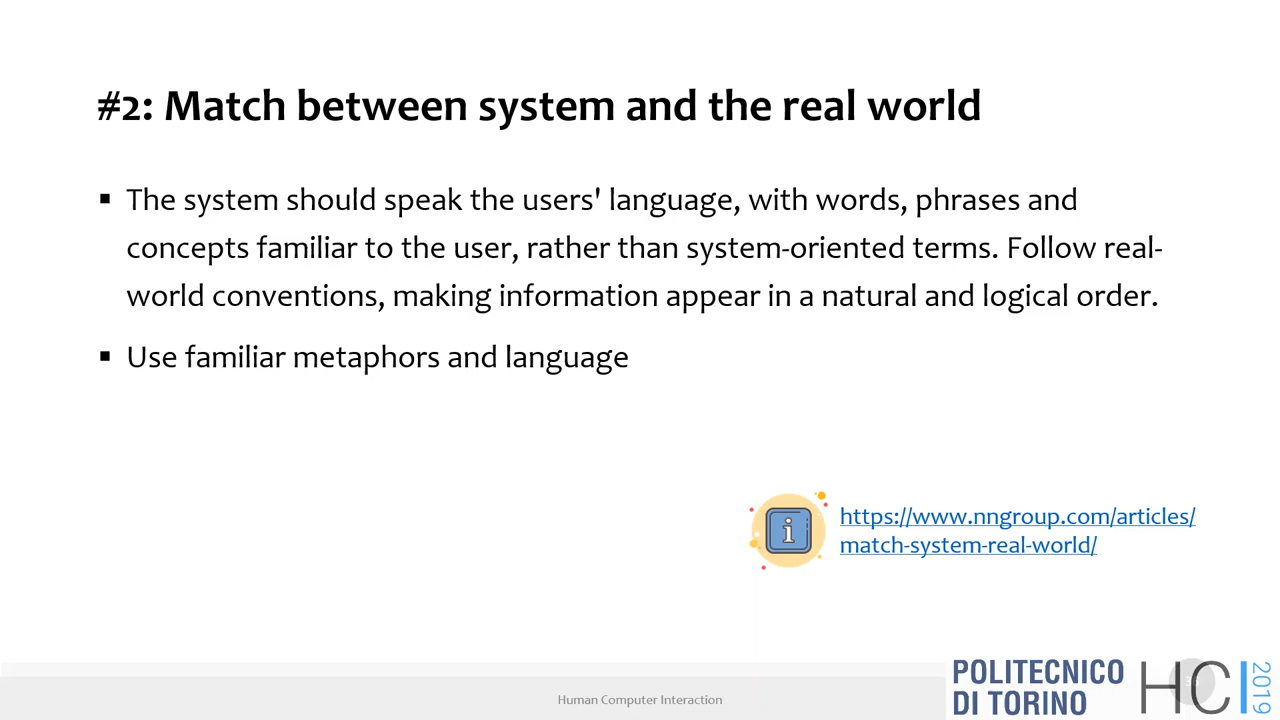 #2: Match between system and the real world
▪ The system should speak the users' language, with words, phrases and
concepts familiar to the user, rather than system-oriented terms. Follow real-
world conventions, making information appear in a natural and logical order.
▪ Use familiar metaphors and language
i
https://www.nngroup.com/articles/
match-system-real-world/
Human Computer Interaction
POLITECNICO
DI TORINO
HCI
2019